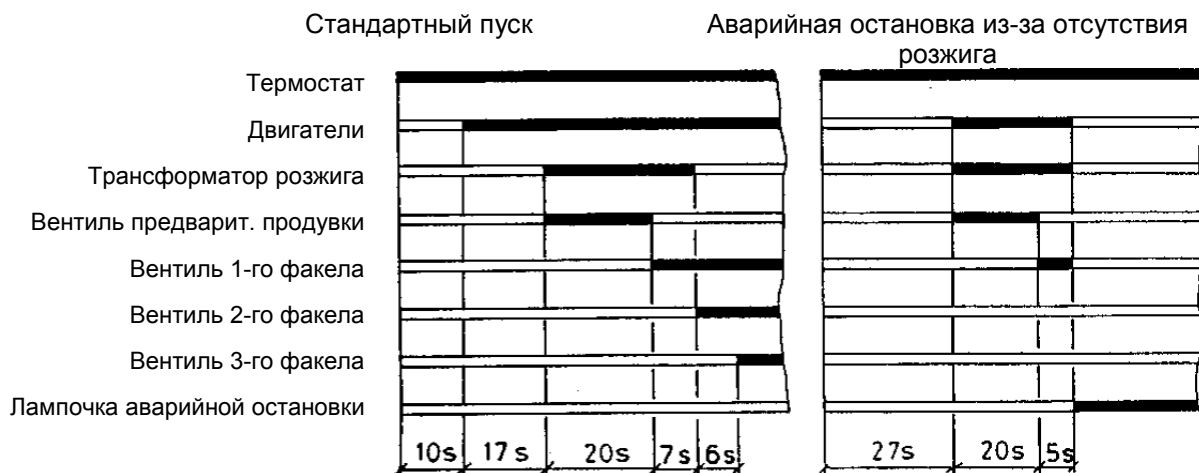 Стандартный пуск
Аварийная остановка из-за отсутствия
розжига
Термостат
Двигатели
Трансформатор розжига
Вентиль предварит. продувки
Вентиль 1-го факела
Вентиль 2-го факела
Вентиль 3-го факела
Лампочка аварийной остановки
10s 17s 20s 7s 6s 27s 20s 5s